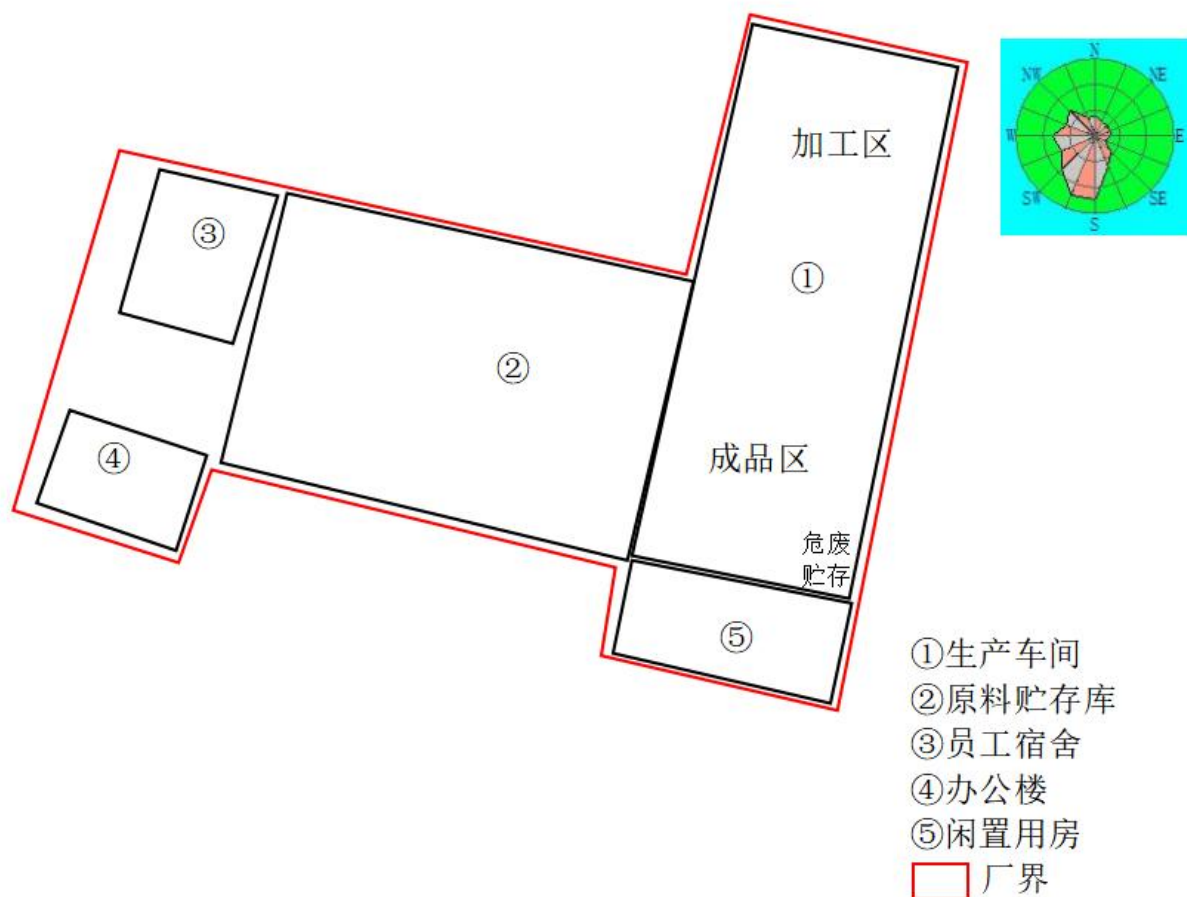 N
NW
NE
W
E
SW
SE
S
加工区
③
①
②
成品区
④
危废
贮存
⑤
①生产车间
②原料贮存库
③员工宿舍
④办公楼
⑤闲置用房
厂界